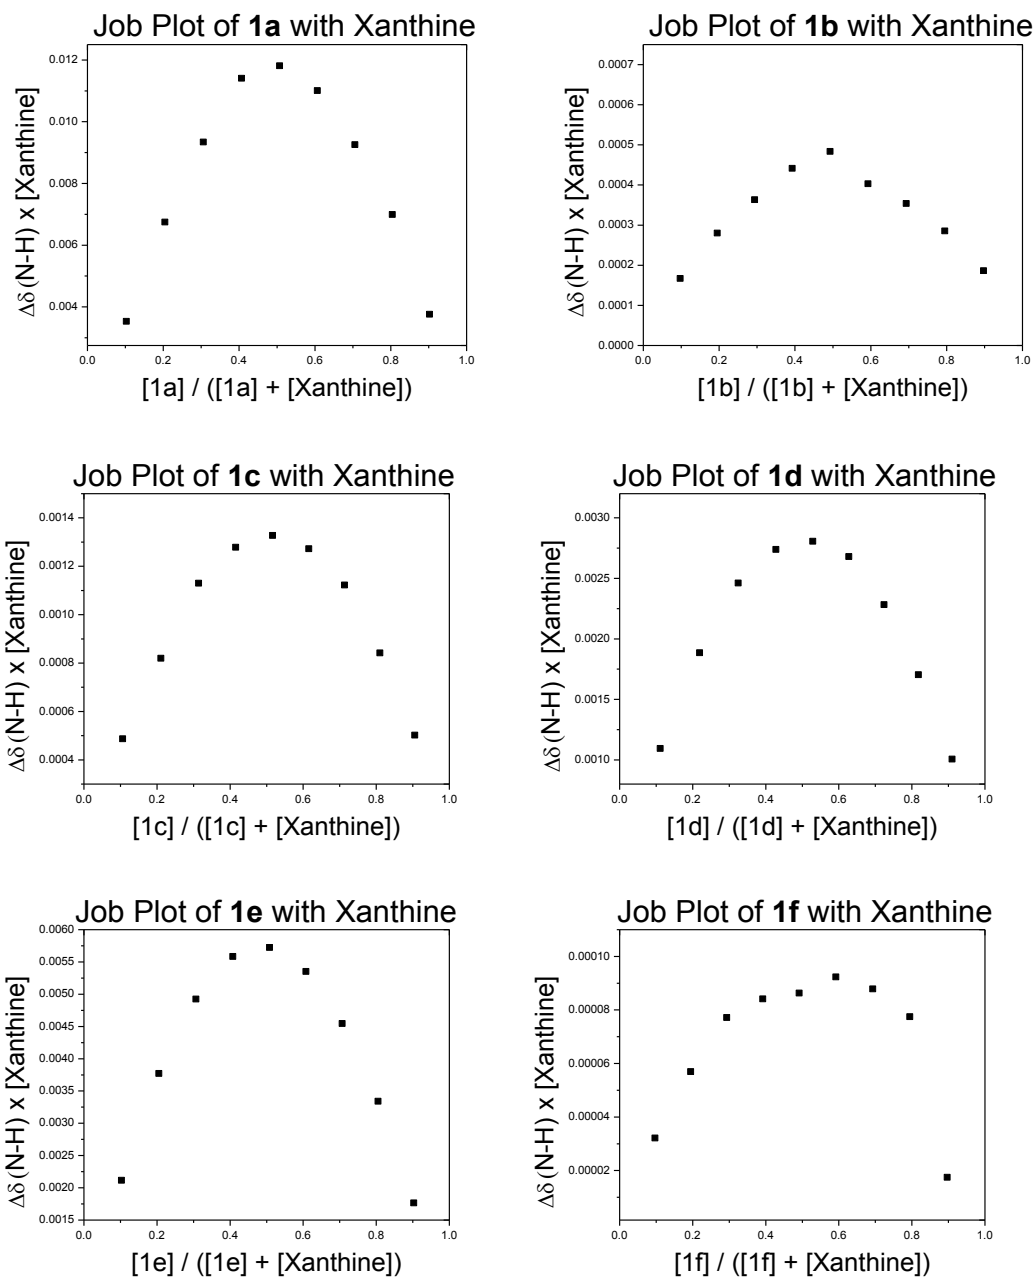 Job Plot of 1a with Xanthine
Δδ(N-H) x [Xanthine]
0.012
0.010
0.008
0.006
0.004
0.0 0.2 0.4 0.6 0.8 1.0
[1a] / ([1a] + [Xanthine])
Job Plot of 1b with Xanthine
Δδ(N-H) x [Xanthine]
0.0007
0.0006
0.0005
0.0004
0.0003
0.0002
0.0001
0.0000
0.0 0.2 0.4 0.6 0.8 1.0
[1b] / ([1b] + [Xanthine])
Job Plot of 1c with Xanthine
Δδ(N-H) x [Xanthine]
0.0014
0.0012
0.0010
0.0008
0.0006
0.0004
0.0 0.2 0.4 0.6 0.8 1.0
[1c] / ([1c] + [Xanthine])
Job Plot of 1d with Xanthine
Δδ(N-H) x [Xanthine]
0.0030
0.0025
0.0020
0.0015
0.0010
0.0 0.2 0.4 0.6 0.8 1.0
[1d] / ([1d] + [Xanthine])
Job Plot of 1e with Xanthine
Δδ(N-H) x [Xanthine]
0.0060
0.0055
0.0050
0.0045
0.0040
0.0035
0.0030
0.0025
0.0020
0.0015
0.0 0.2 0.4 0.6 0.8 1.0
[1e] / ([1e] + [Xanthine])
Job Plot of 1f with Xanthine
Δδ(N-H) x [Xanthine]
0.00010
0.00008
0.00006
0.00004
0.00002
0.0 0.2 0.4 0.6 0.8 1.0
[1f] / ([1f] + [Xanthine])